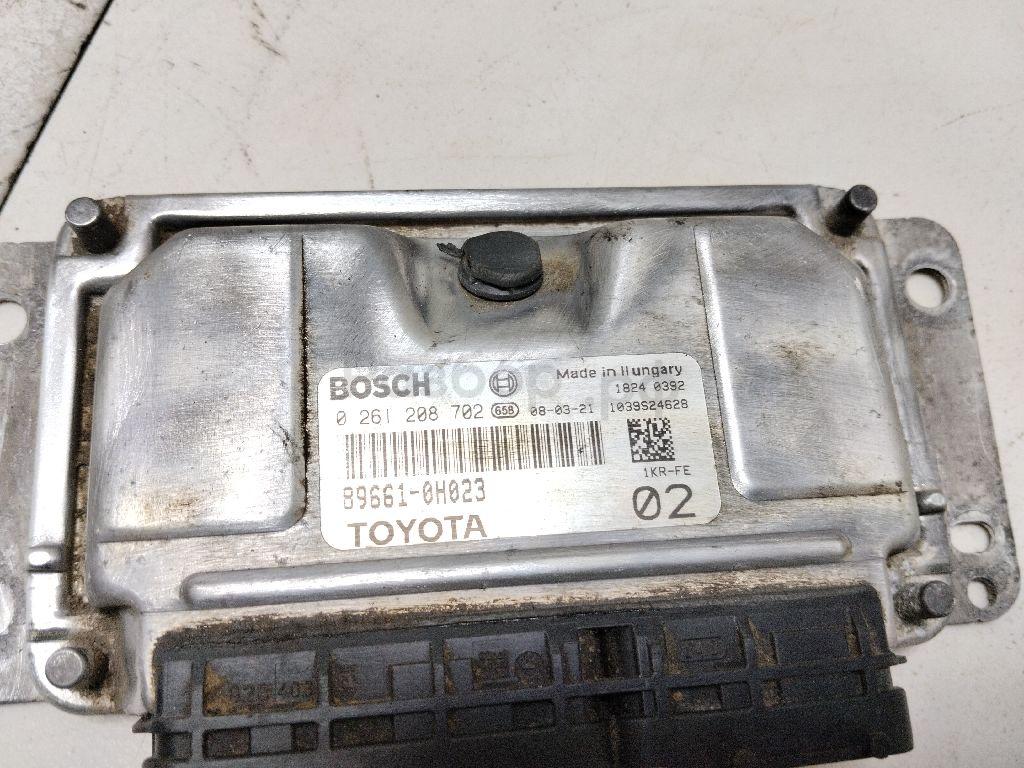 BOSCH Made in Hungary
1824 0392
0 261 208 702 658 08-03-21 1039S24628
1KR-FE
89661-0H023
02
TOYOTA